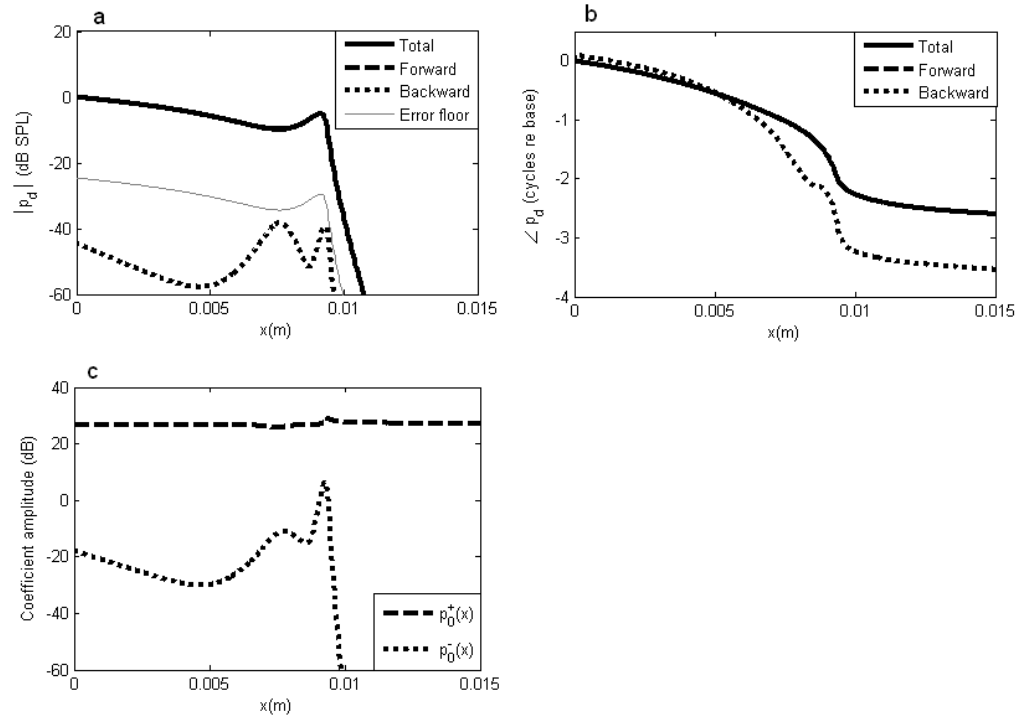 a
20
0
-20
-40
-60
|p_d| (dB SPL)
0
0.005
0.01
0.015
x(m)
Total
Forward
Backward
Error floor
b
0
-1
-2
-3
-4
∠ p_d (cycles re base)
0
0.005
0.01
0.015
x(m)
Total
Forward
Backward
c
40
20
0
-20
-40
-60
Coefficient amplitude (dB)
0
0.005
0.01
0.015
x(m)
p_0^+(x)
p_0^-(x)